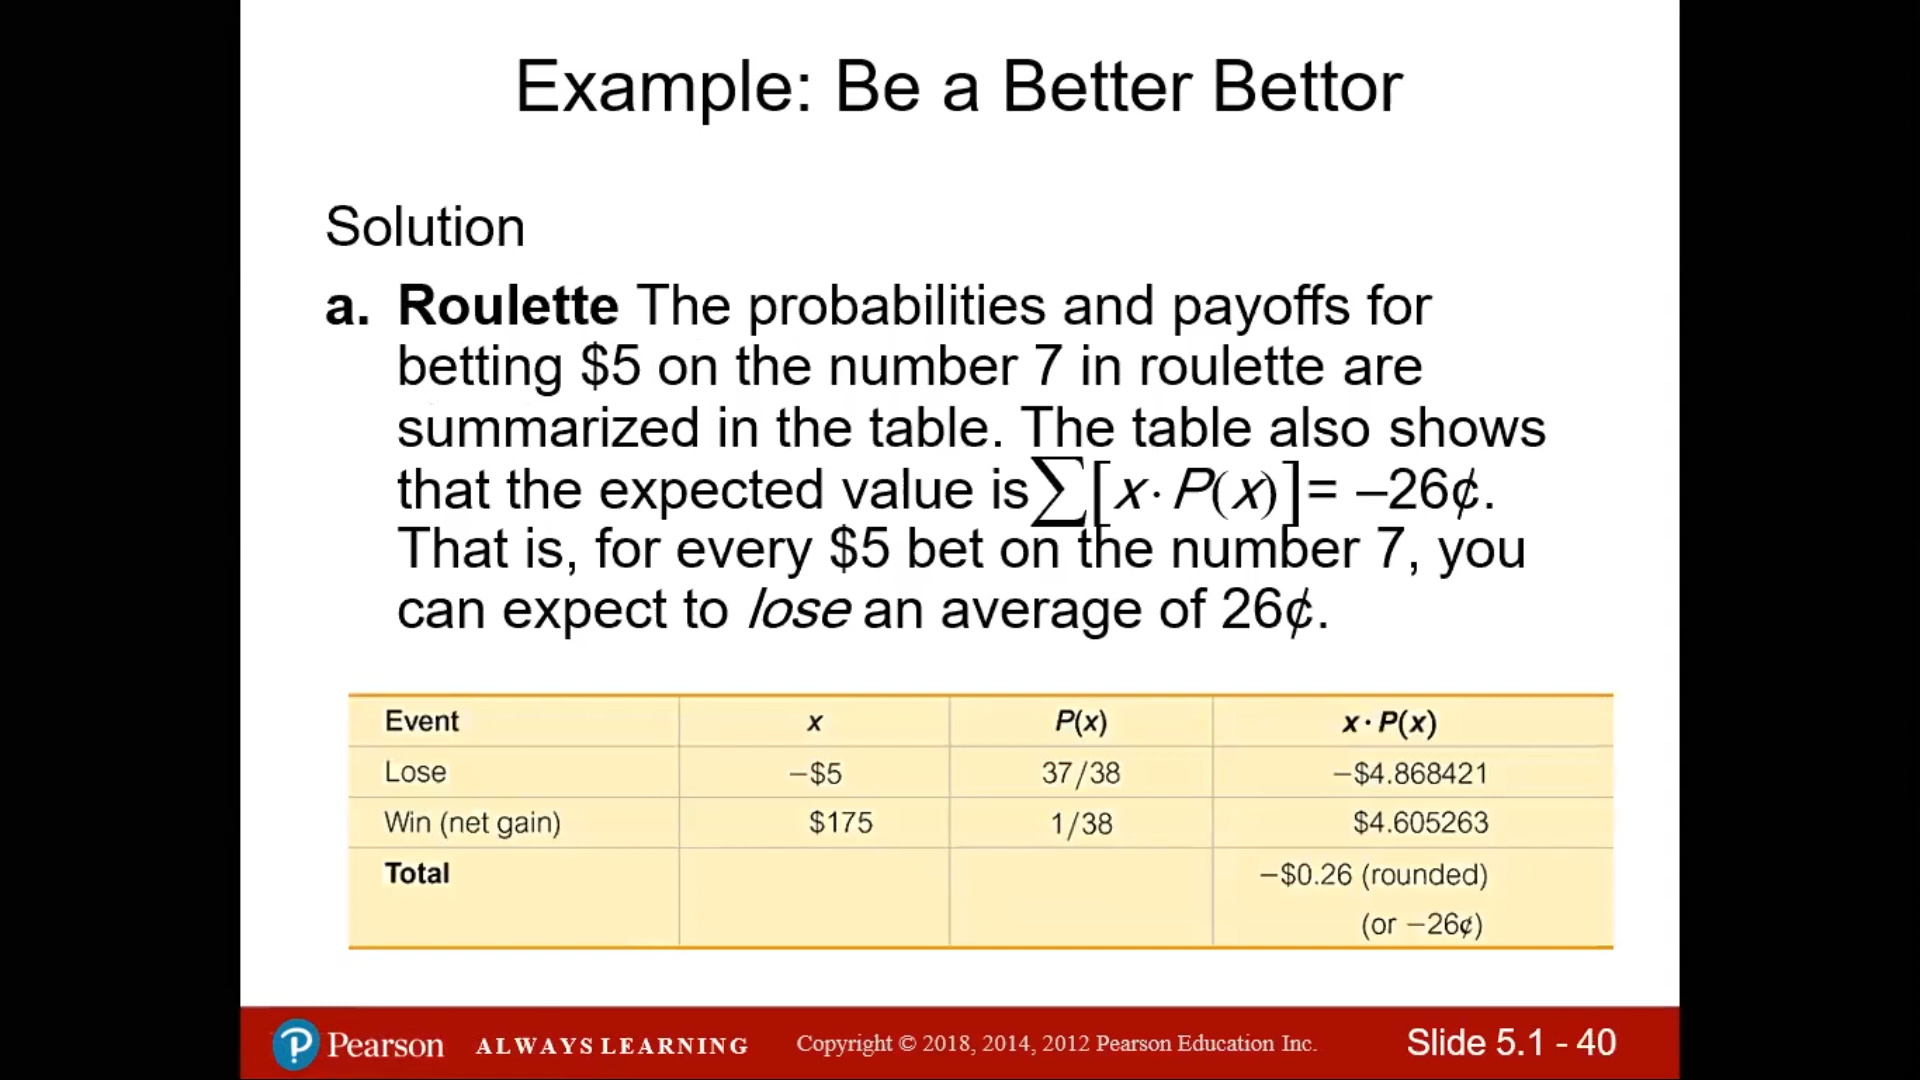 Example: Be a Better Bettor
Solution
a. Roulette The probabilities and payoffs for
betting $5 on the number 7 in roulette are
summarized in the table. The table also shows
that the expected value is∑[x· P(x)]= –26¢.
That is, for every $5 bet on the number 7, you
can expect to lose an average of 26¢.
Event x P(x) x· P(x)
Lose –$5 37/38 –$4.868421
Win (net gain) $175 1/38 $4.605263
Total –$0.26 (rounded)
(or –26¢)
Pearson ALWAYS LEARNING Copyright © 2018, 2014, 2012 Pearson Education Inc. Slide 5.1 - 40